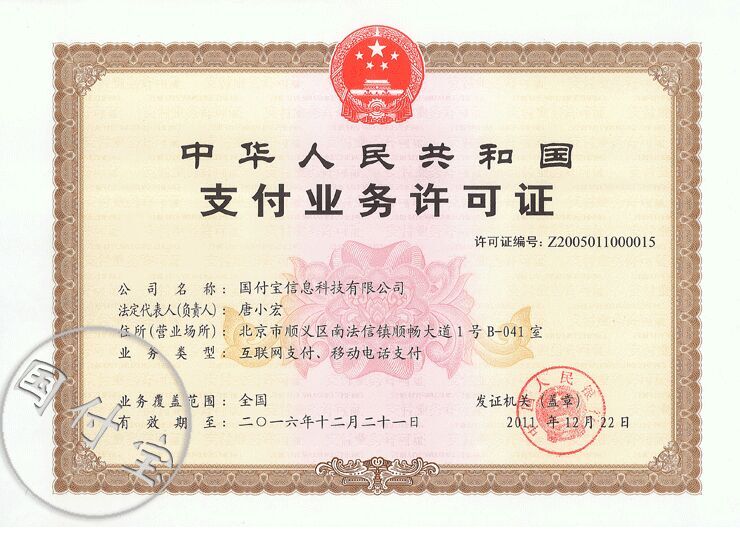 中华人民共和国
支付业务许可证
许可证编号: Z2005011000015
公司名称: 国付宝信息科技有限公司
法定代表人(负责人) 唐小宏
住所(营业场所): 北京市顺义区南法信镇顺畅大道1号B-041室
业务类型: 互联网支付、移动电话支付
业务覆盖范围: 全国
有效期至: 二〇一六年十二月二十一日
发证机关(盖章)
2011年12月22日
中国人民银行
国付宝